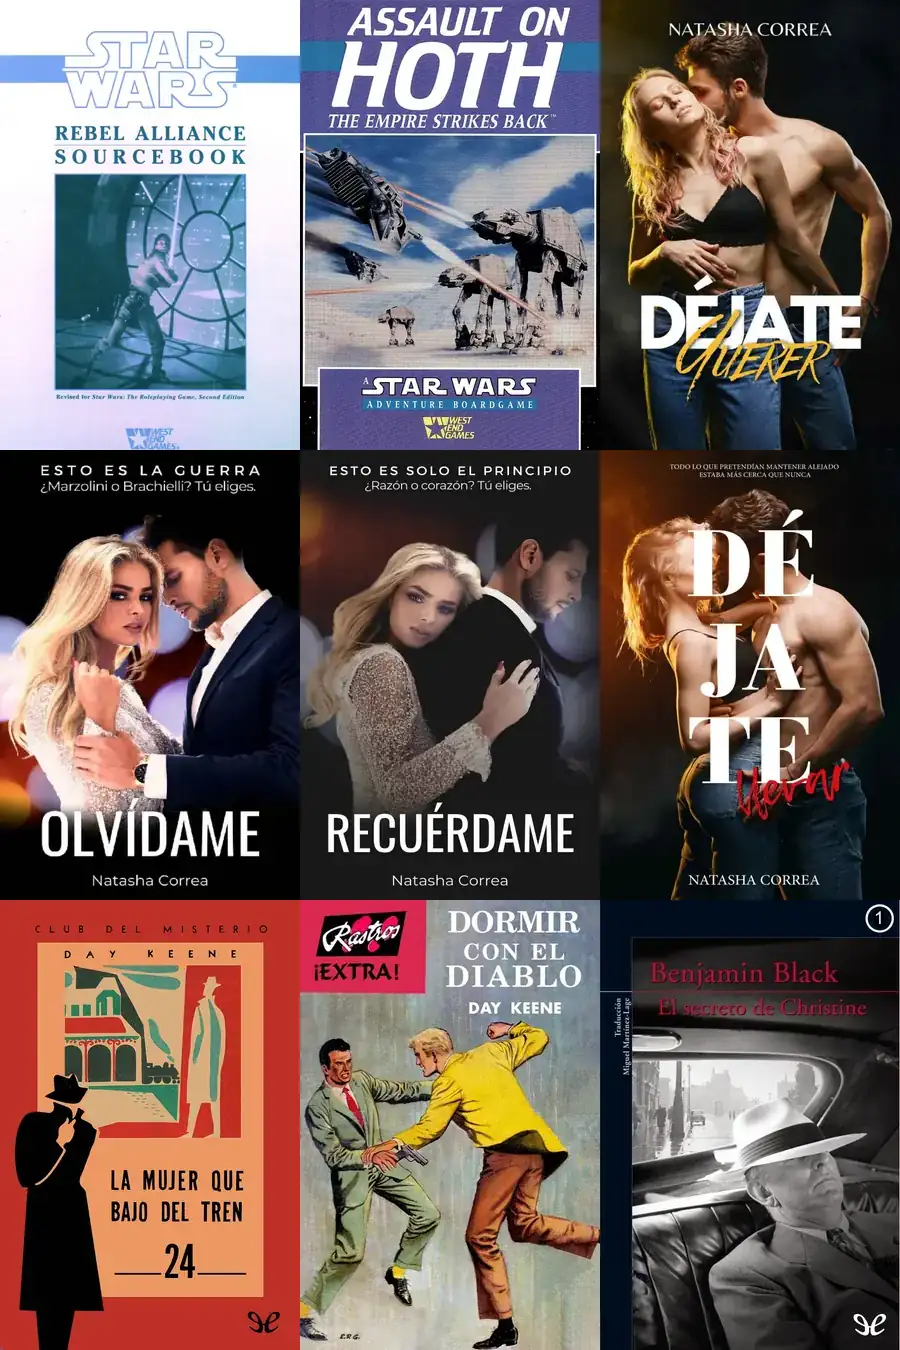 STAR
WARS
REBEL ALLIANCE
SOURCEBOOK
Revised for Star Wars: The Roleplaying Game, Second Edition
WEST
END
GAMES
ASSAULT ON
HOTH
THE EMPIRE STRIKES BACK™
A STAR WARS
ADVENTURE BOARDGAME
WEST
END
GAMES
NATASHA CORREA
DÉJATE
QUERER
ESTO ES LA GUERRA
¿Marzolini o Brachielli? Tú eliges.
OLVÍDAME
Natasha Correa
ESTO ES SOLO EL PRINCIPIO
¿Razón o corazón? Tú eliges.
RECUÉRDAME
Natasha Correa
TODO LO QUE PRETENDÍAN MANTENER ALEJADO
ESTABA MÁS CERCA QUE NUNCA
DÉ
JA
TE
llevar
NATASHA CORREA
CLUB DEL MISTERIO
DAY KEENE
LA MUJER QUE
BAJO DEL TREN
24
Rastros
¡EXTRA!
DORMIR
CON EL
DIABLO
DAY KEENE
E.R.G.
1
Benjamin Black
El secreto de Christine
Traducción
Miguel Martínez-Lage